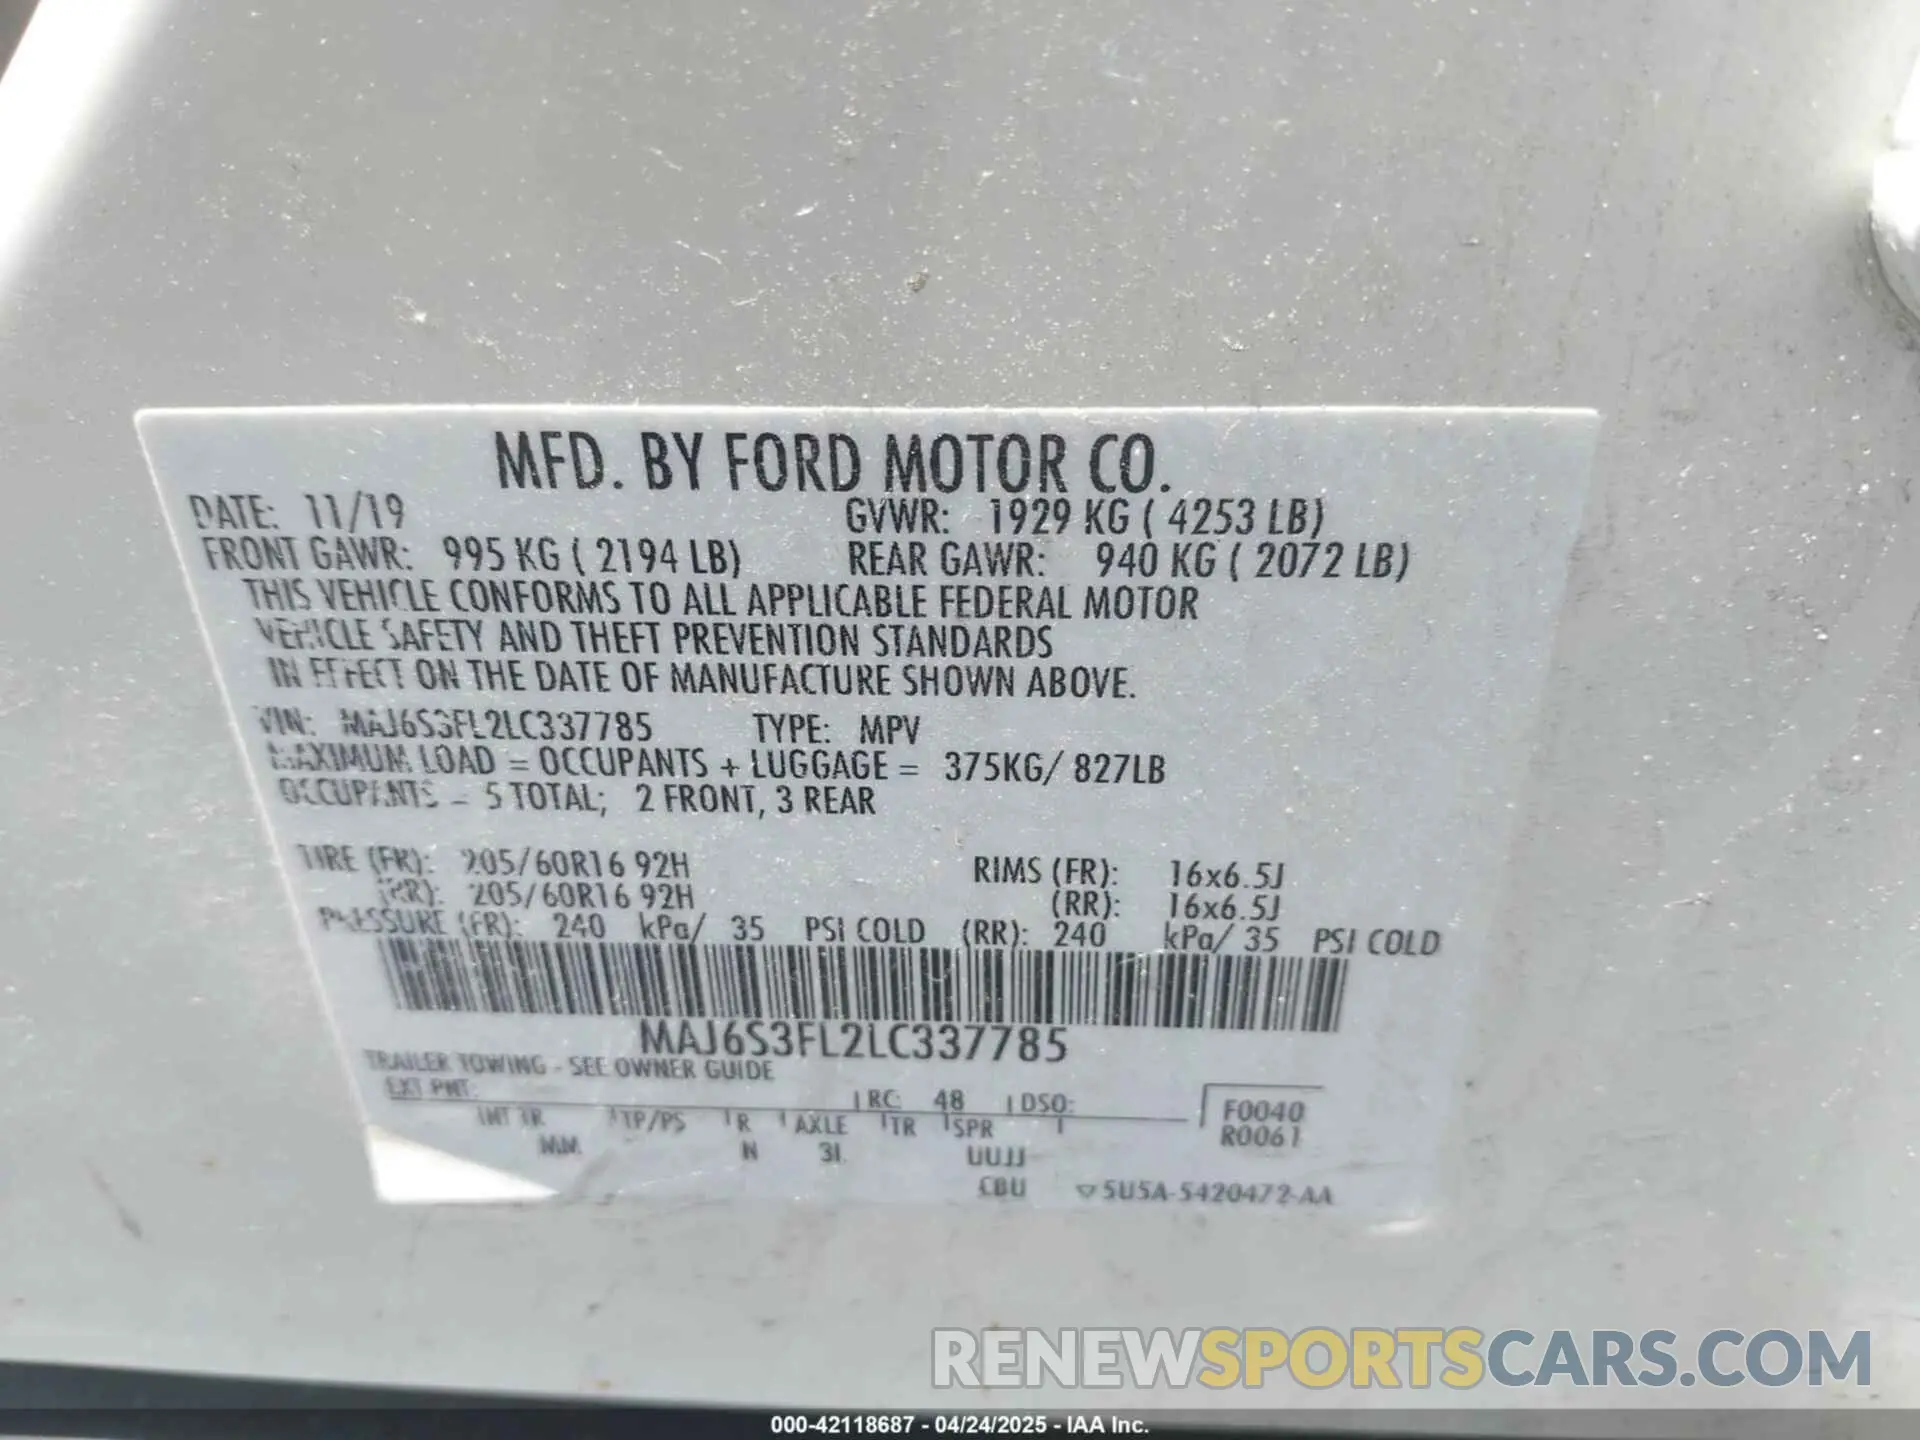 MFD. BY FORD MOTOR CO.
DATE: 11/19 GVWR: 1929 KG ( 4253 LB)
FRONT GAWR: 995 KG ( 2194 LB) REAR GAWR: 940 KG ( 2072 LB)
THIS VEHICLE CONFORMS TO ALL APPLICABLE FEDERAL MOTOR
VEHICLE SAFETY AND THEFT PREVENTION STANDARDS
IN EFFECT ON THE DATE OF MANUFACTURE SHOWN ABOVE.
VIN: MAJ6S3FL2LC337785 TYPE: MPV
MAXIMUM LOAD = OCCUPANTS + LUGGAGE = 375KG/ 827LB
OCCUPANTS = 5 TOTAL; 2 FRONT, 3 REAR
TIRE (FR): 205/60R16 92H RIMS (FR): 16x6.5J
(RR): 205/60R16 92H (RR): 16x6.5J
PRESSURE (FR): 240 kPa/ 35 PSI COLD (RR): 240 kPa/ 35 PSI COLD
MAJ6S3FL2LC337785
TRAILER TOWING - SEE OWNER GUIDE
EXT PNT: RC: 48 DSO: F0040
INT TR TP/PS R AXLE TR SPR R0061
MM N 3L UUJJ
CBU ▽5U5A-5420472-AA
RENEWSPORTSCARS.COM
000-42118687 - 04/24/2025 - IAA Inc.